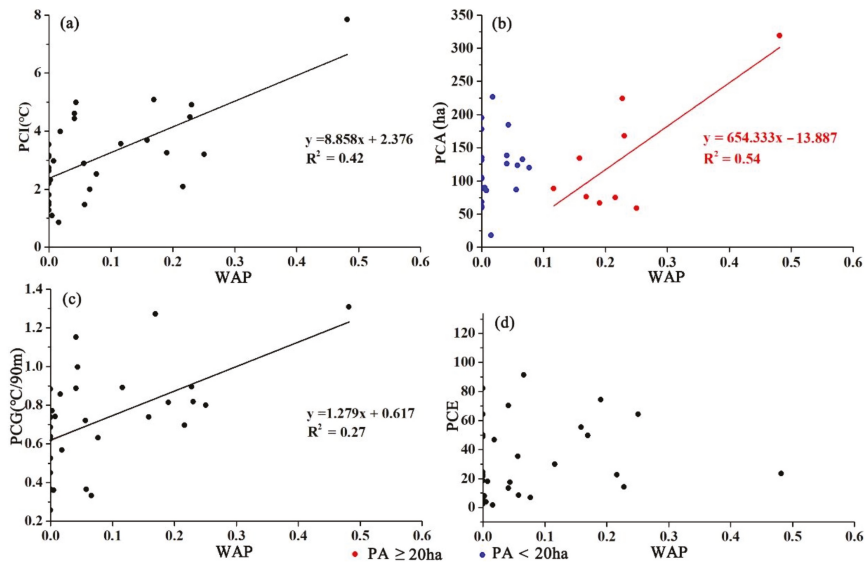 (a)
8
6
4
2
0
PCI(°C)
y =8.858x + 2.376
R² = 0.42
0.0 0.1 0.2 0.3 0.4 0.5 0.6
WAP
(b)
350
300
250
200
150
100
50
0
PCA (ha)
y = 654.333x −13.887
R² = 0.54
0.0 0.1 0.2 0.3 0.4 0.5 0.6
WAP
(c)
1.4
1.2
1.0
0.8
0.6
0.4
0.2
PCG(°C/90m)
y=1.279x + 0.617
R² = 0.27
0.0 0.1 0.2 0.3 0.4 0.5 0.6
WAP
(d)
120
100
80
60
40
20
0
PCE
0.0 0.1 0.2 0.3 0.4 0.5 0.6
WAP
PA ≥ 20ha
PA < 20ha